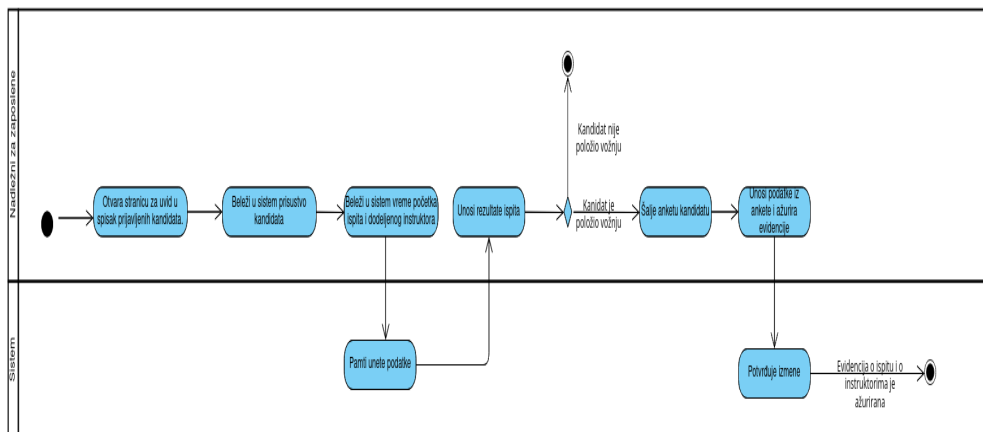 Nadležni za zaposlene
Otvara stranicu za uvid u
spisak prijavljenih kandidata.
Beleži u sistem prisustvo
kandidata
Beleži u sistem vreme početka
ispita i dodeljenog instruktora
Unosi rezultate ispita
Kandidat nije
položio vožnju
Kandidat je
položio vožnju
Šalje anketu kandidatu
Unosi podatke iz
ankete i ažurira
evidencije
Sistem
Pamti unete podatke
Potvrđuje izmene
Evidencija o ispitu i o
instruktorima je
ažurirana